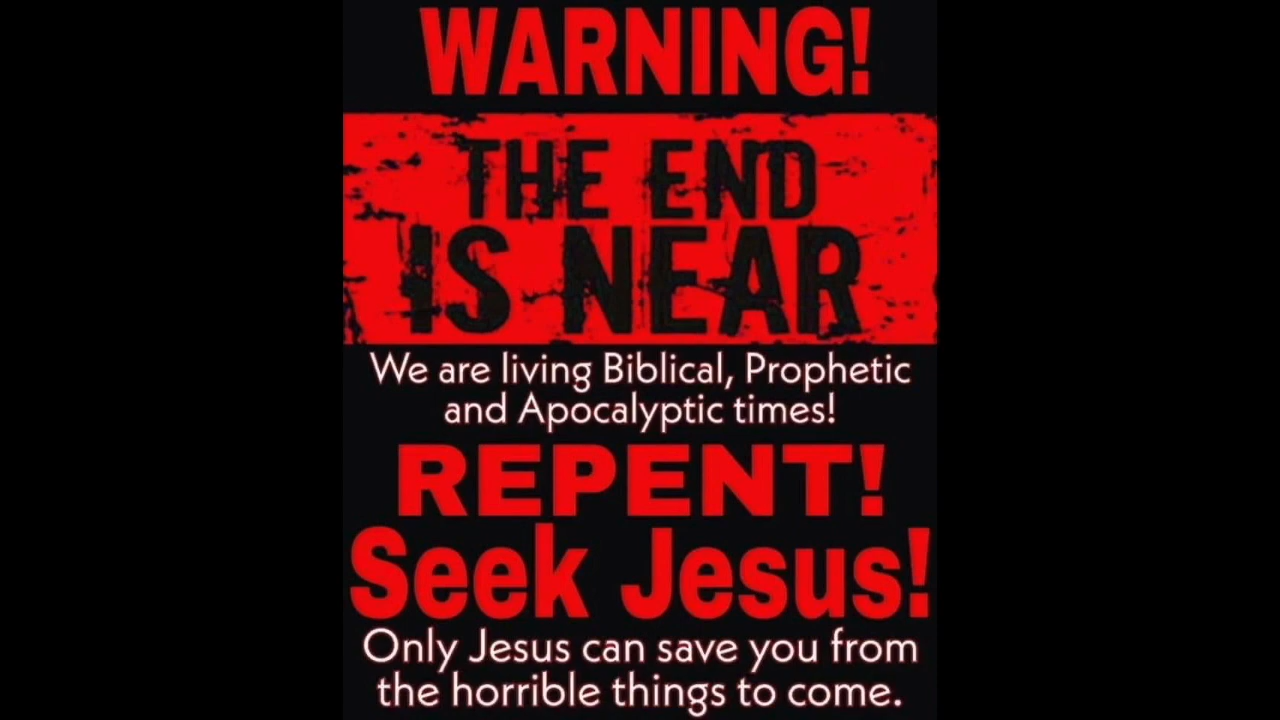 WARNING!
THE END
IS NEAR
We are living Biblical, Prophetic
and Apocalyptic times!
REPENT!
Seek Jesus!
Only Jesus can save you from
the horrible things to come.